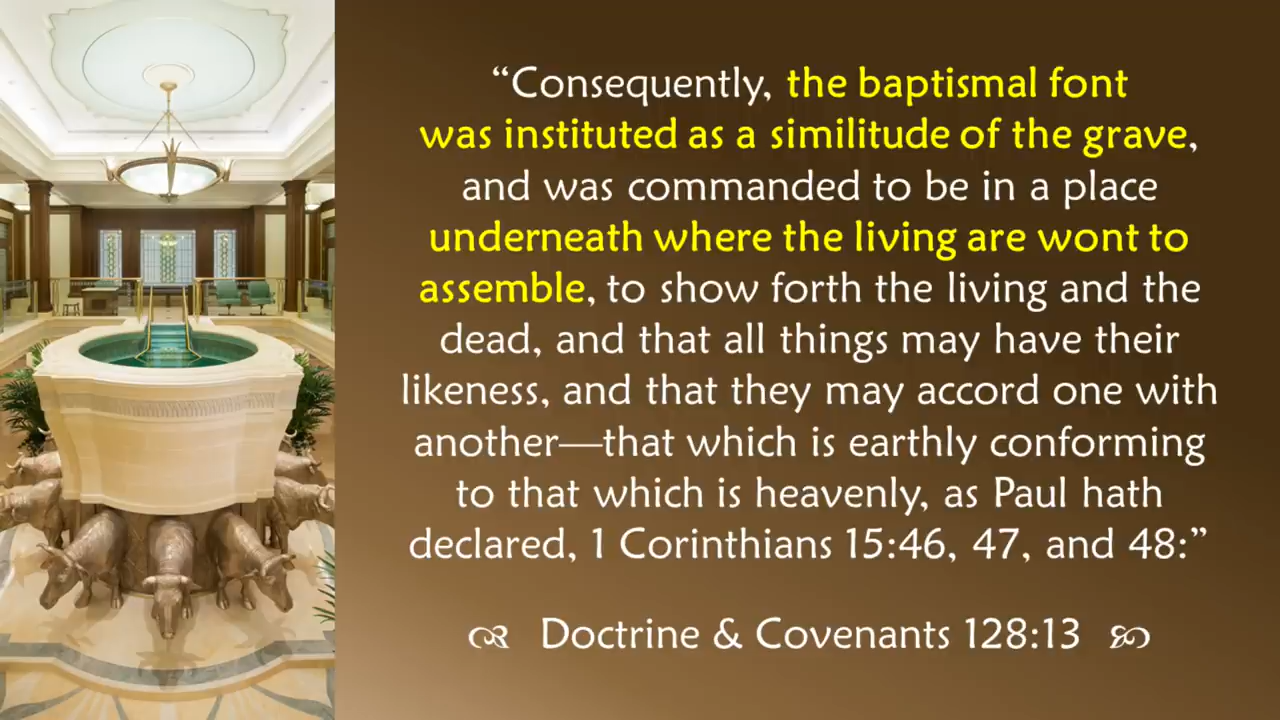 “Consequently, the baptismal font
was instituted as a similitude of the grave,
and was commanded to be in a place
underneath where the living are wont to
assemble, to show forth the living and the
dead, and that all things may have their
likeness, and that they may accord one with
another—that which is earthly conforming
to that which is heavenly, as Paul hath
declared, 1 Corinthians 15:46, 47, and 48:”
Doctrine & Covenants 128:13